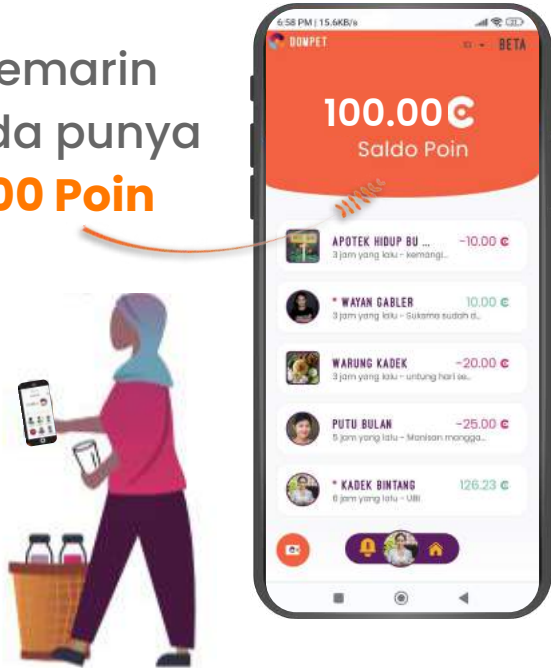 emarin
da punya
00 Poin
6:58 PM | 15.6KB/s
DOMPET
BETA
100.00
Saldo Poin
APOTEK HIDUP BU ... -10.00
3 jam yang lalu - kemangi...
* WAYAN GABLER 10.00
3 jam yang lalu - Suksma sudah d...
WARUNG KADEK -20.00
3 jam yang lalu - untung hari se...
PUTU BULAN -25.00
5 jam yang lalu - Manisan mangga...
* KADEK BINTANG 126.23
6 jam yang lalu - UBI